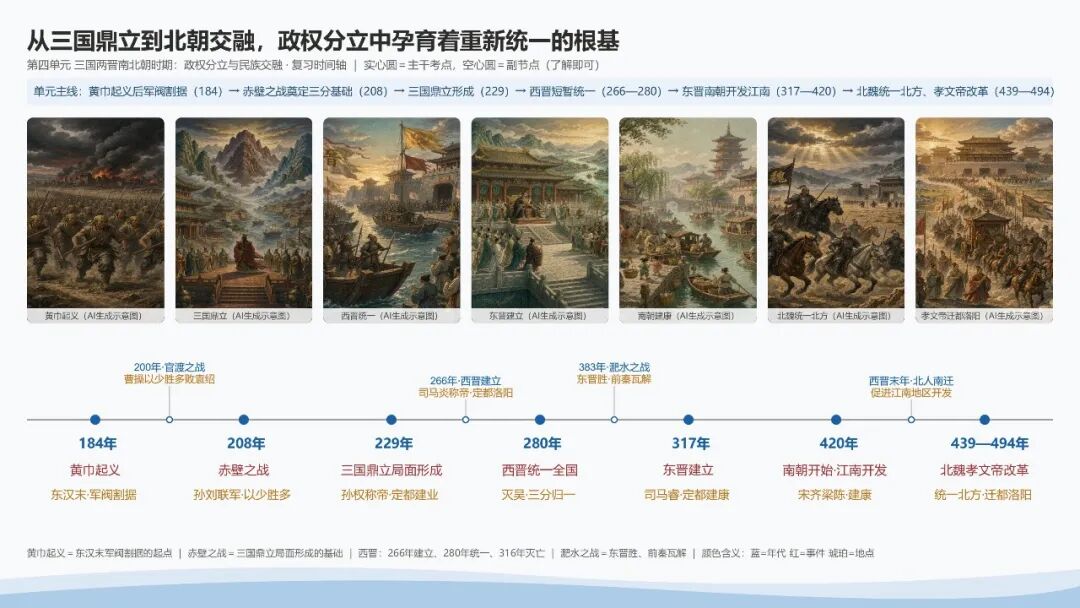 从三国鼎立到北朝交融，政权分立中孕育着重新统一的根基
第四单元 三国两晋南北朝时期：政权分立与民族交融 · 复习时间轴 | 实心圆=主干考点，空心圆=副节点（了解即可）
单元主线：黄巾起义后军阀割据（184）→ 赤壁之战奠定三分基础（208）→ 三国鼎立形成（229）→ 西晋短暂统一（266—280）→ 东晋南朝开发江南（317—420）→ 北魏统一北方、孝文帝改革（439—494）
魏
黄巾起义（AI生成示意图）
三国鼎立（AI生成示意图）
西晋统一（AI生成示意图）
东晋建立（AI生成示意图）
南朝建康（AI生成示意图）
北魏统一北方（AI生成示意图）
孝文帝迁都洛阳（AI生成示意图）
200年·官渡之战
曹操以少胜多败袁绍
266年·西晋建立
司马炎称帝·定都洛阳
383年·淝水之战
东晋胜·前秦瓦解
西晋末年·北人南迁
促进江南地区开发
184年
黄巾起义
东汉末·军阀割据
208年
赤壁之战
孙刘联军·以少胜多
229年
三国鼎立局面形成
孙权称帝·定都建业
280年
西晋统一全国
灭吴·三分归一
317年
东晋建立
司马睿·定都建康
420年
南朝开始·江南开发
宋齐梁陈·建康
439—494年
北魏孝文帝改革
统一北方·迁都洛阳
黄巾起义=东汉末军阀割据的起点 | 赤壁之战=三国鼎立局面形成的基础 | 西晋：266年建立、280年统一、316年灭亡 | 淝水之战=东晋胜、前秦瓦解 | 颜色含义：蓝=年代 红=事件 琥珀=地点